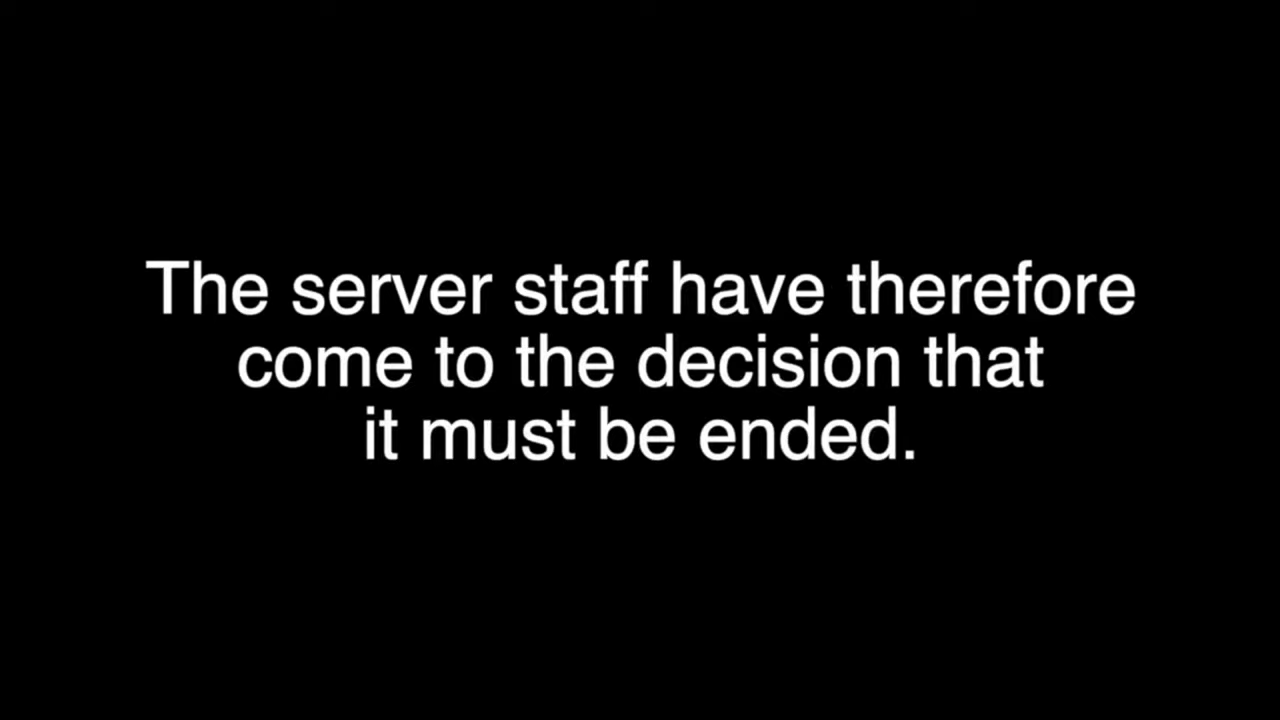 The server staff have therefore
come to the decision that
it must be ended.